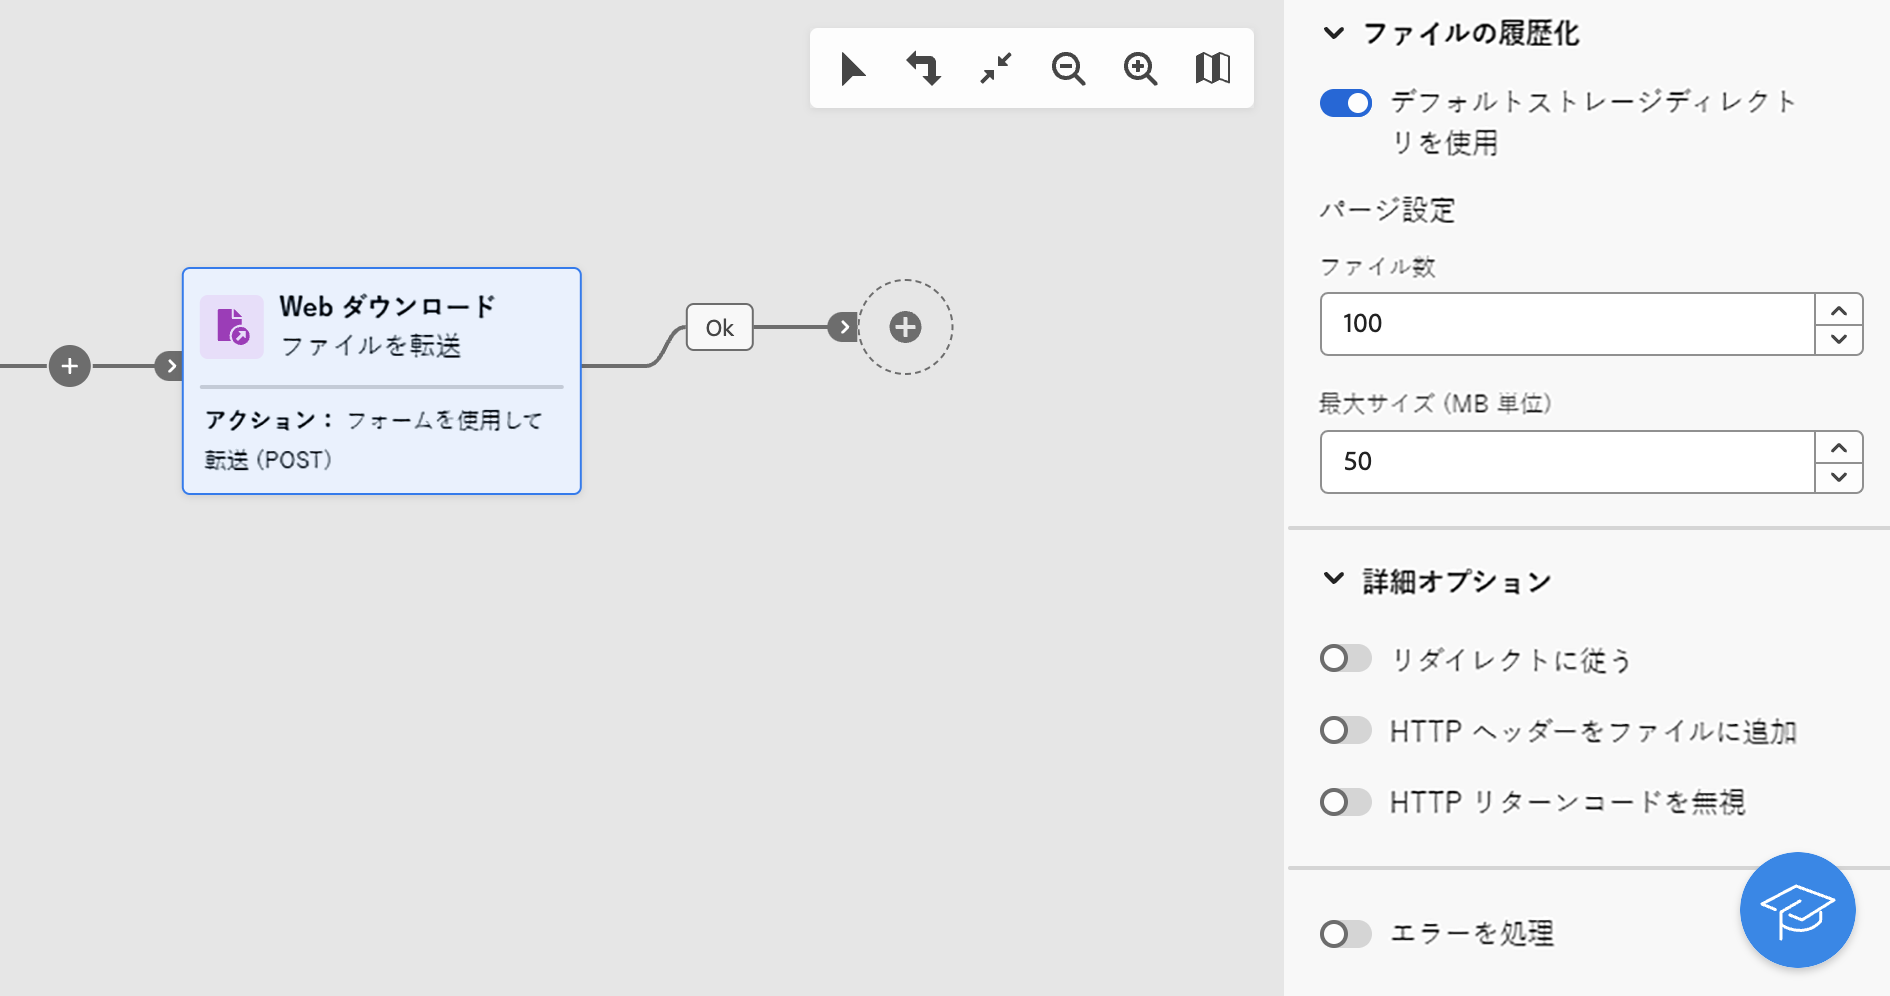 Web ダウンロード
ファイルを転送
アクション： フォームを使用して
転送 (POST)
Ok
ファイルの履歴化
デフォルトストレージディレクト
リを使用
パージ設定
ファイル数
100
最大サイズ (MB 単位)
50
詳細オプション
リダイレクトに従う
HTTP ヘッダーをファイルに追加
HTTP リターンコードを無視
エラーを処理